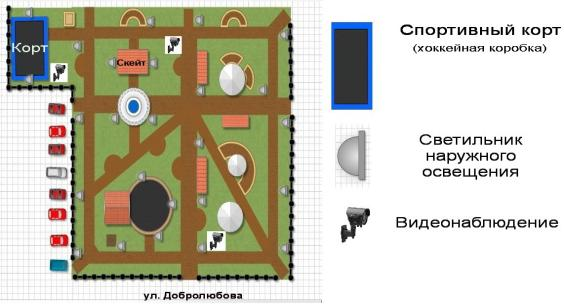 Корт
Скейт
ул. Добролюбова
Спортивный корт
(хоккейная коробка)
Светильник
наружного
освещения
Видеонаблюдение